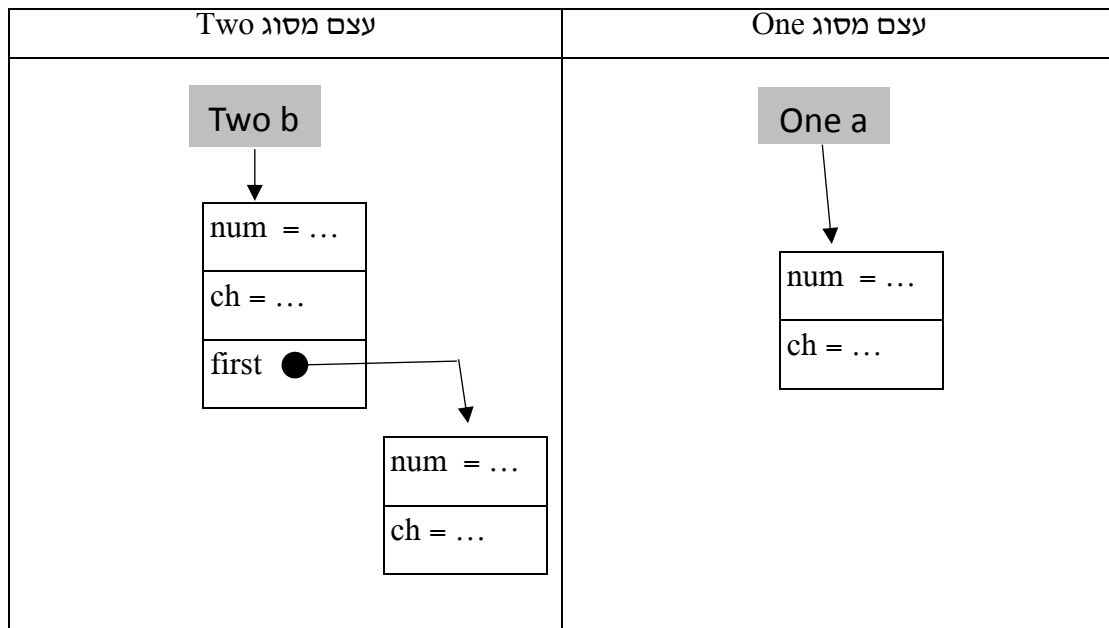 עצם מסוג One
עצם מסוג Two
One a
num = …
ch = …
Two b
num = …
ch = …
first
num = …
ch = …